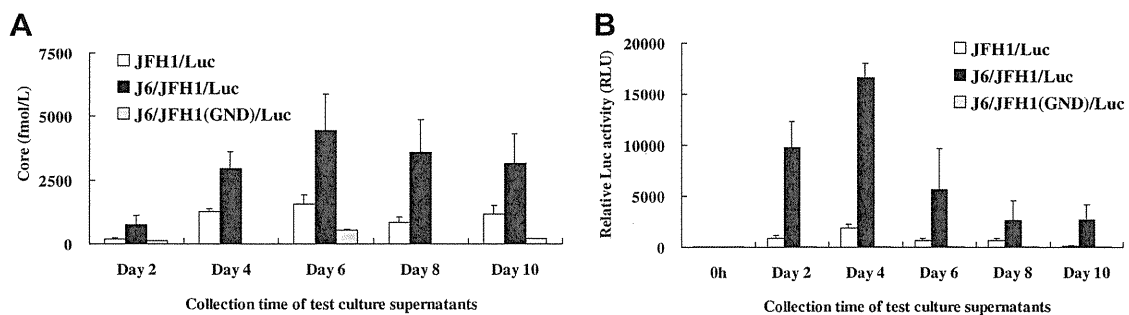 A
Core (fmol/L)
7500
5000
2500
0
JFH1/Luc
J6/JFH1/Luc
J6/JFH1(GND)/Luc
Day 2 Day 4 Day 6 Day 8 Day 10
Collection time of test culture supernatants
B
Relative Luc activity (RLU)
20000
15000
10000
5000
0
JFH1/Luc
J6/JFH1/Luc
J6/JFH1(GND)/Luc
0h Day 2 Day 4 Day 6 Day 8 Day 10
Collection time of test culture supernatants